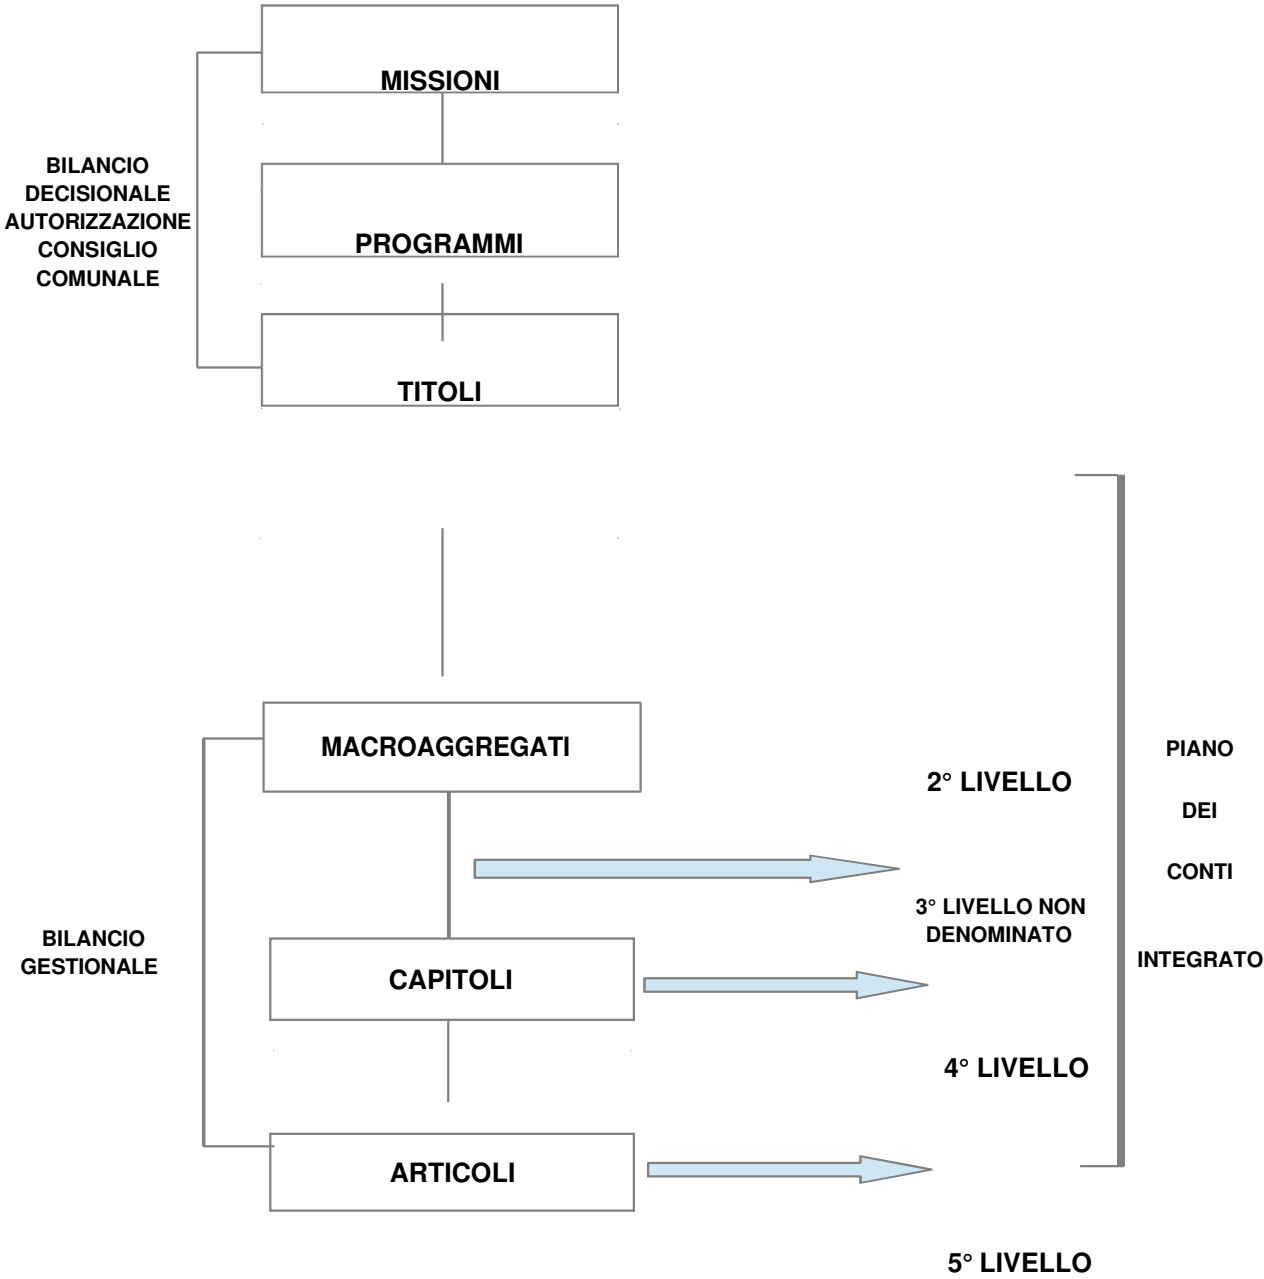 MISSIONI
BILANCIO
DECISIONALE
AUTORIZZAZIONE
CONSIGLIO
COMUNALE
PROGRAMMI
TITOLI
MACROAGGREGATI
2° LIVELLO
3° LIVELLO NON
DENOMINATO
BILANCIO
GESTIONALE
CAPITOLI
4° LIVELLO
ARTICOLI
5° LIVELLO
PIANO
DEI
CONTI
INTEGRATO